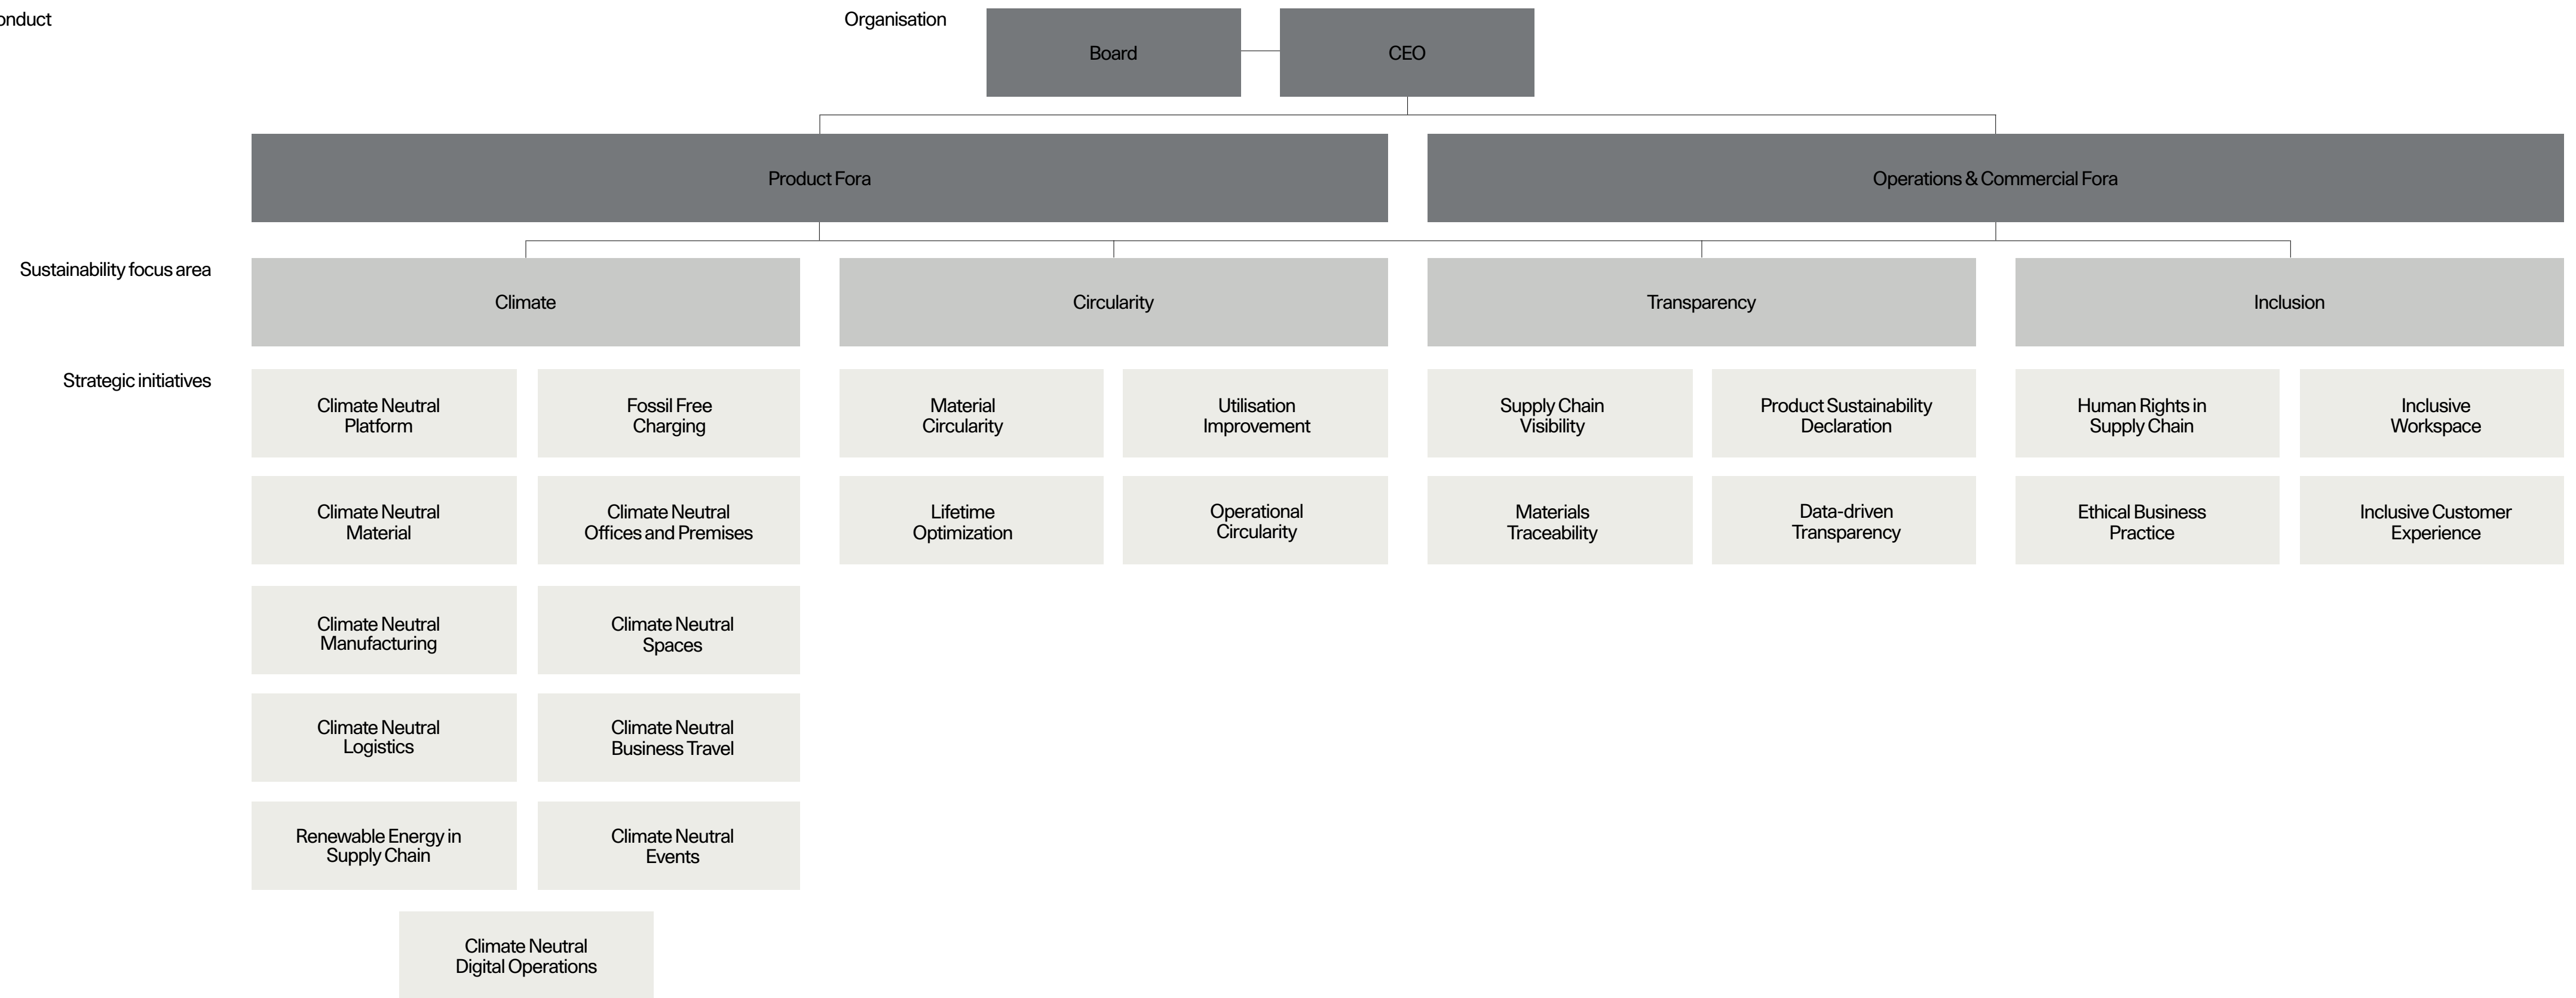 Organisation
Board
CEO
Product Fora
Operations & Commercial Fora
Sustainability focus area
Climate
Circularity
Transparency
Inclusion
Strategic initiatives
Climate Neutral
Platform
Fossil Free
Charging
Material
Circularity
Utilisation
Improvement
Supply Chain
Visibility
Product Sustainability
Declaration
Human Rights in
Supply Chain
Inclusive
Workspace
Climate Neutral
Material
Climate Neutral
Offices and Premises
Lifetime
Optimization
Operational
Circularity
Materials
Traceability
Data-driven
Transparency
Ethical Business
Practice
Inclusive Customer
Experience
Climate Neutral
Manufacturing
Climate Neutral
Spaces
Climate Neutral
Logistics
Climate Neutral
Business Travel
Renewable Energy in
Supply Chain
Climate Neutral
Events
Climate Neutral
Digital Operations